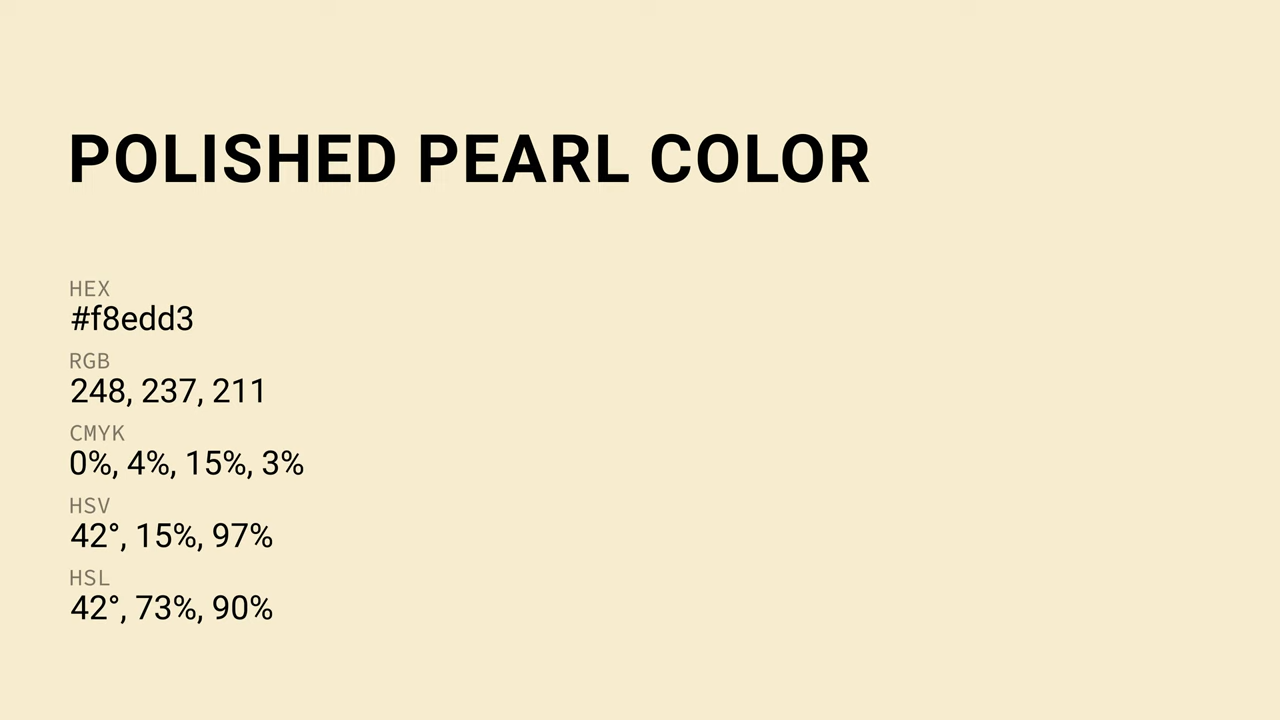 POLISHED PEARL COLOR
HEX
#f8edd3
RGB
248, 237, 211
CMYK
0%, 4%, 15%, 3%
HSV
42°, 15%, 97%
HSL
42°, 73%, 90%